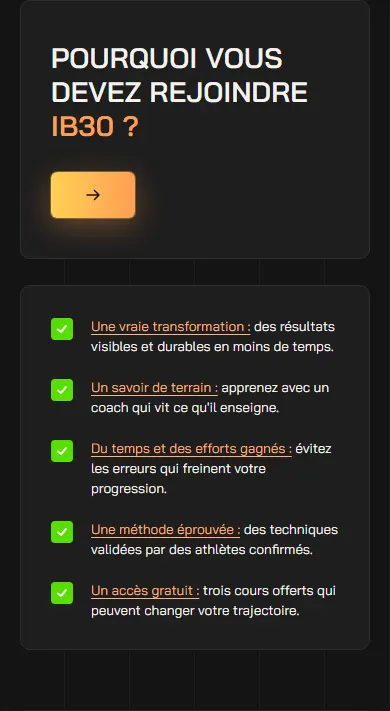 POURQUOI VOUS
DEVEZ REJOINDRE
IB30 ?
→
Une vraie transformation : des résultats
visibles et durables en moins de temps.
Un savoir de terrain : apprenez avec un
coach qui vit ce qu'il enseigne.
Du temps et des efforts gagnés : évitez
les erreurs qui freinent votre
progression.
Une méthode éprouvée : des techniques
validées par des athlètes confirmés.
Un accès gratuit : trois cours offerts qui
peuvent changer votre trajectoire.